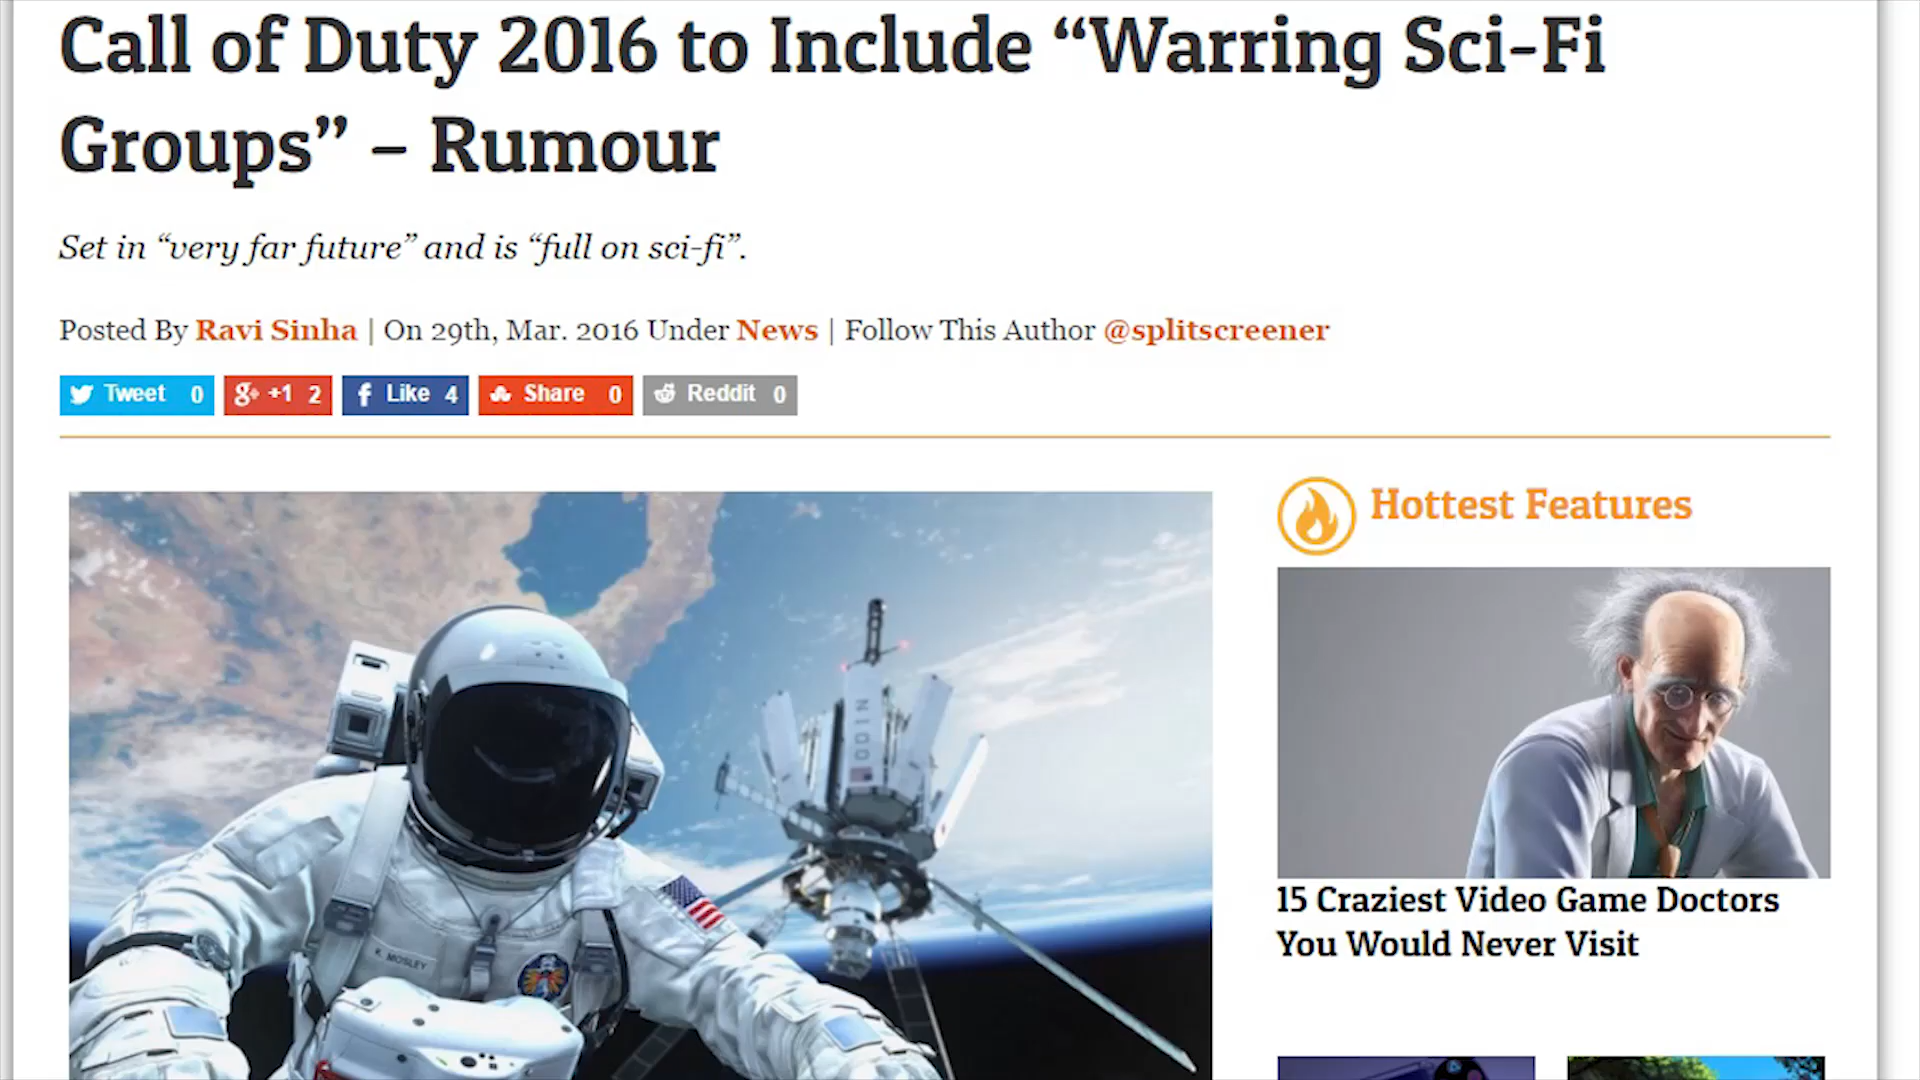 Call of Duty 2016 to Include “Warring Sci-Fi
Groups” – Rumour
Set in “very far future” and is “full on sci-fi”.
Posted By Ravi Sinha | On 29th, Mar. 2016 Under News | Follow This Author @splitscreener
Tweet 0 g+ +1 2 f Like 4 Share 0 Reddit 0
Hottest Features
ODIN
K. MOSLEY
15 Craziest Video Game Doctors
You Would Never Visit